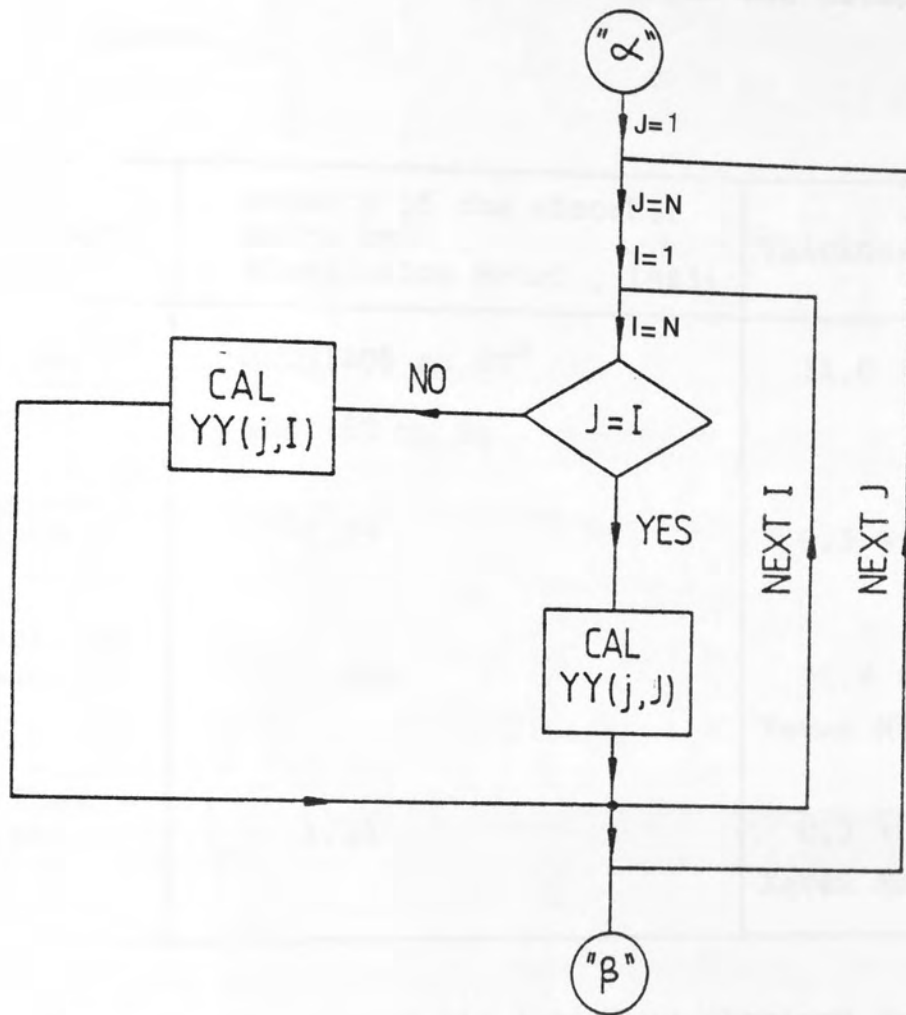 "α"
J=1
J=N
I=1
I=N
J=I
NO
CAL
YY(j,I)
YES
CAL
YY(j,J)
NEXT I
NEXT J
"β"